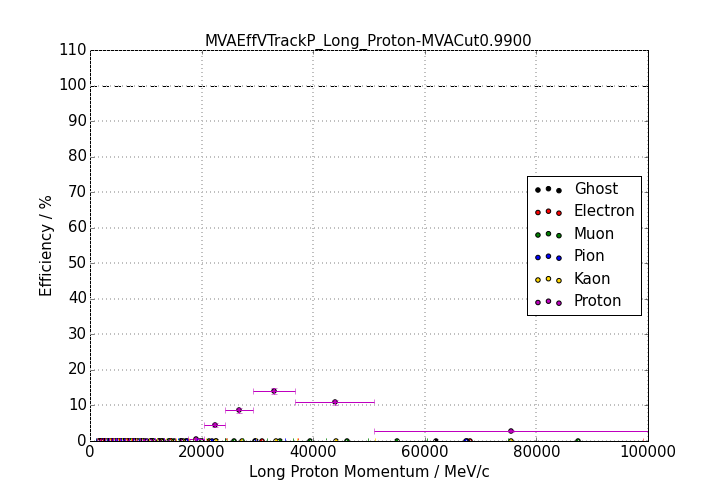 MVAEffVTrackP_Long_Proton-MVACut0.9900
110
100
90
80
70
60
50
40
30
20
10
0
Efficiency / %
Ghost
Electron
Muon
Pion
Kaon
Proton
0 20000 40000 60000 80000 100000
Long Proton Momentum / MeV/c